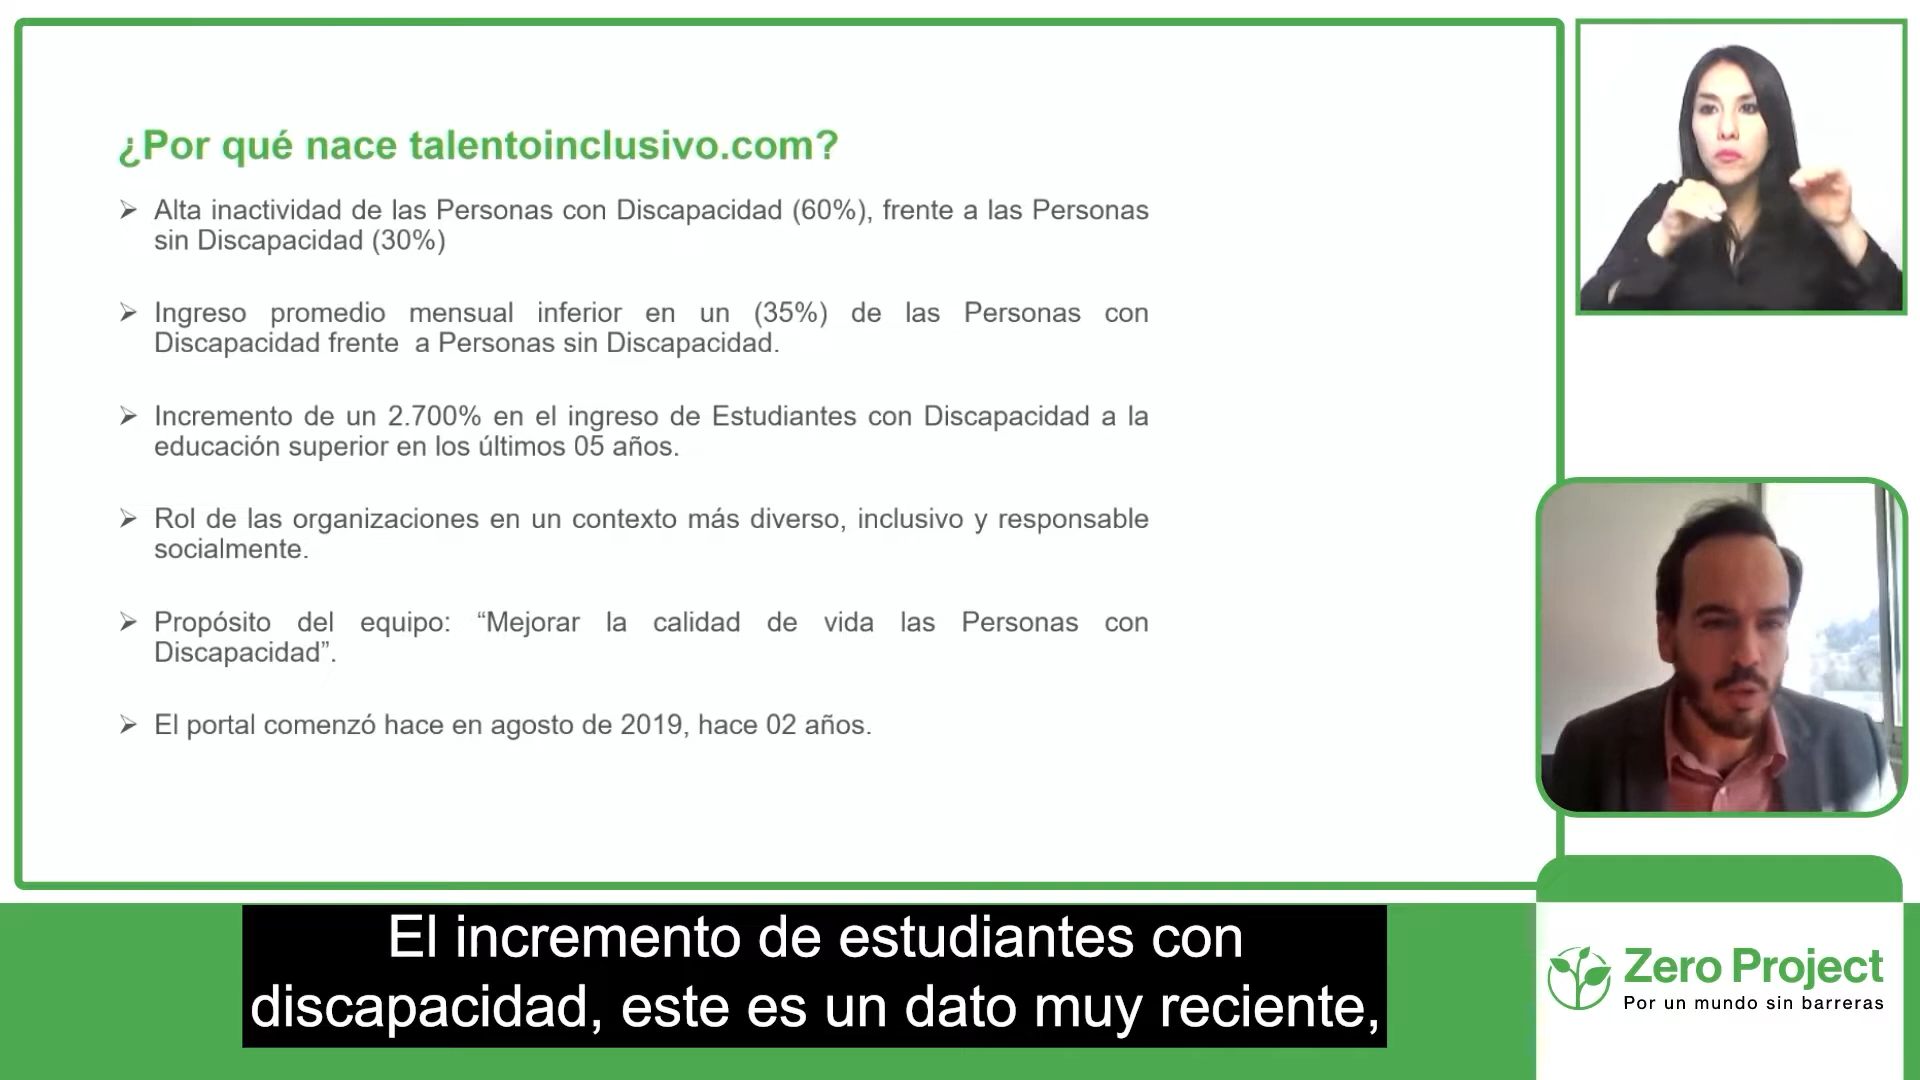 ¿Por qué nace talentoinclusivo.com?
➢ Alta inactividad de las Personas con Discapacidad (60%), frente a las Personas
sin Discapacidad (30%)
➢ Ingreso promedio mensual inferior en un (35%) de las Personas con
Discapacidad frente  a Personas sin Discapacidad.
➢ Incremento de un 2.700% en el ingreso de Estudiantes con Discapacidad a la
educación superior en los últimos 05 años.
➢ Rol de las organizaciones en un contexto más diverso, inclusivo y responsable
socialmente.
➢ Propósito del equipo: “Mejorar la calidad de vida las Personas con
Discapacidad”.
➢ El portal comenzó hace en agosto de 2019, hace 02 años.
El incremento de estudiantes con
discapacidad, este es un dato muy reciente,
Zero Project
Por un mundo sin barreras